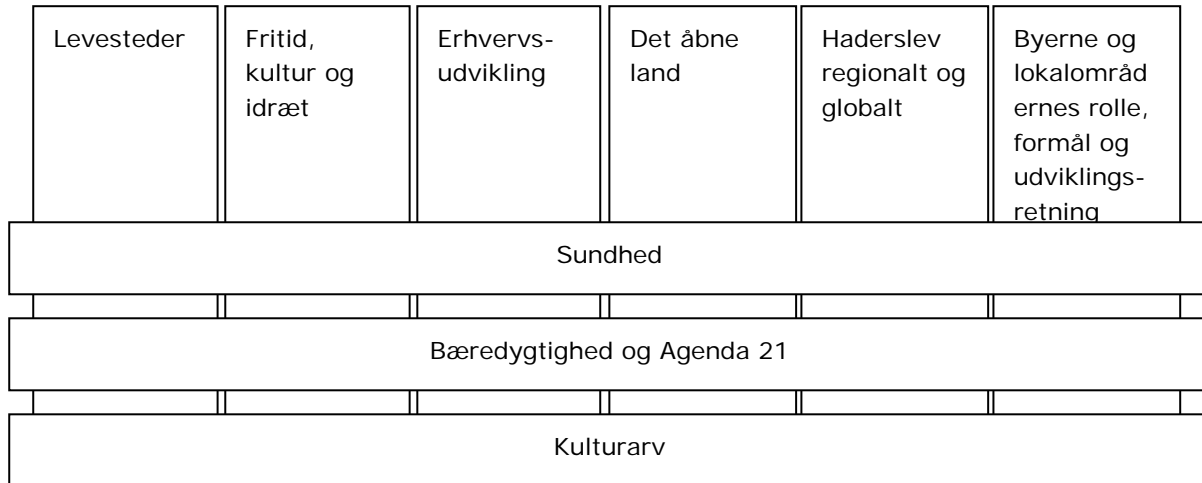 Levesteder
Fritid,
kultur og
idræt
Erhvervs-
udvikling
Det åbne
land
Haderslev
regionalt og
globalt
Byerne og
lokalområd
ernes rolle,
formål og
udviklings-
retning
Sundhed
Bæredygtighed og Agenda 21
Kulturarv